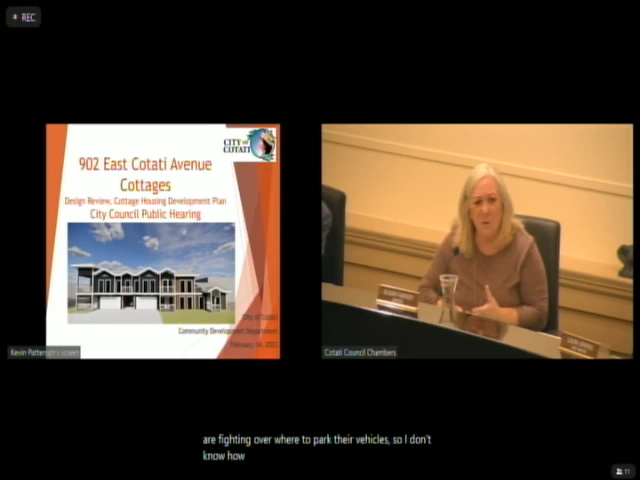 REC
CITY OF
COTATI
902 East Cotati Avenue
Cottages
Design Review, Cottage Housing Development Plan
City Council Public Hearing
City of Cotati
Community Development Department
Kevin Patterson's screen
Cotati Council Chambers
are fighting over where to park their vehicles, so I don't
know how
11